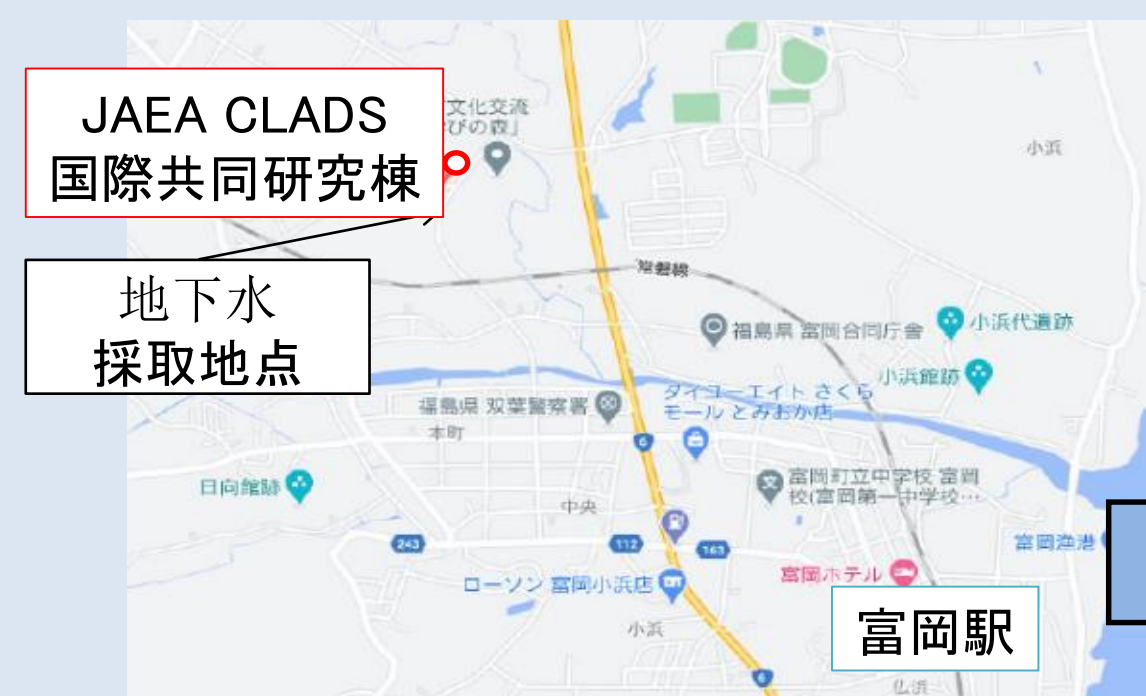 JAEA CLADS
国際共同研究棟
文化交流
びの森」
小浜
地下水
採取地点
常磐線
福島県 富岡合同庁舎
小浜代遺跡
小浜館跡
ダイユーエイト さくら
モール とみおか店
福島県 双葉警察署
本町
6
日向館跡
富岡町立中学校 富岡
校(富岡第一中学校…
中央
243
112
163
富岡漁港
富岡ホテル
ローソン 富岡小浜店
富岡駅
小浜
6
仏浜